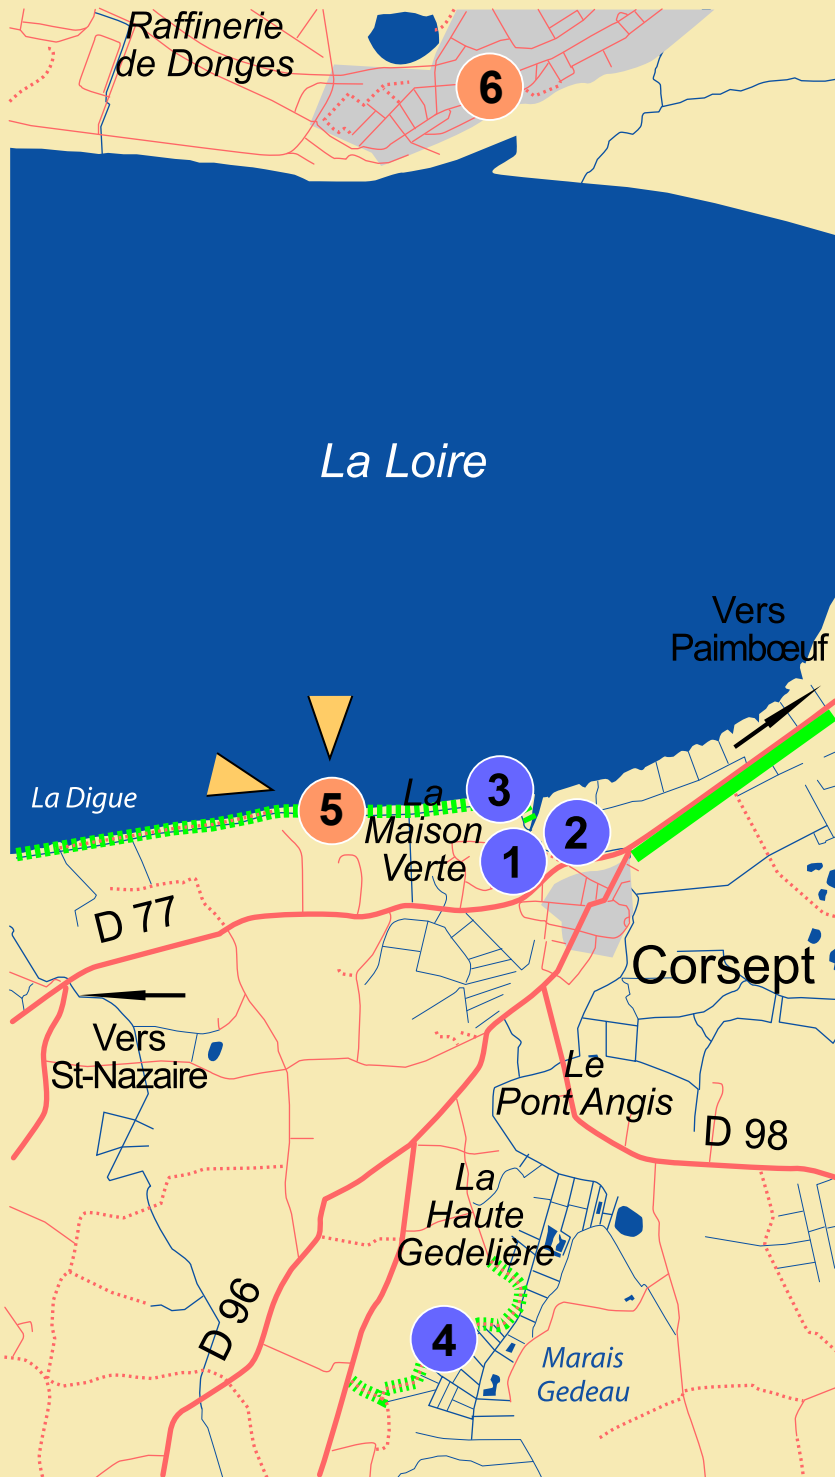 Raffinerie
de Donges
6
La Loire
Vers
Paimbœuf
La Digue
5
3
La
Maison
Verte
1
2
D 77
Corsept
Vers
St-Nazaire
Le
Pont Angis
D 98
La
Haute
Gedelière
D 96
4
Marais
Gedeau